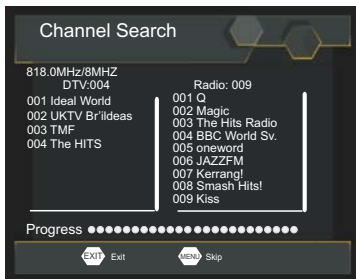 Channel Search
818.0MHz/8MHZ
DTV:004
001 Ideal World
002 UKTV Br'ildeas
003 TMF
004 The HITS
Radio: 009
001 Q
002 Magic
003 The Hits Radio
004 BBC World Sv.
005 oneword
006 JAZZFM
007 Kerrang!
008 Smash Hits!
009 Kiss
Progress
EXIT Exit
MENU Skip